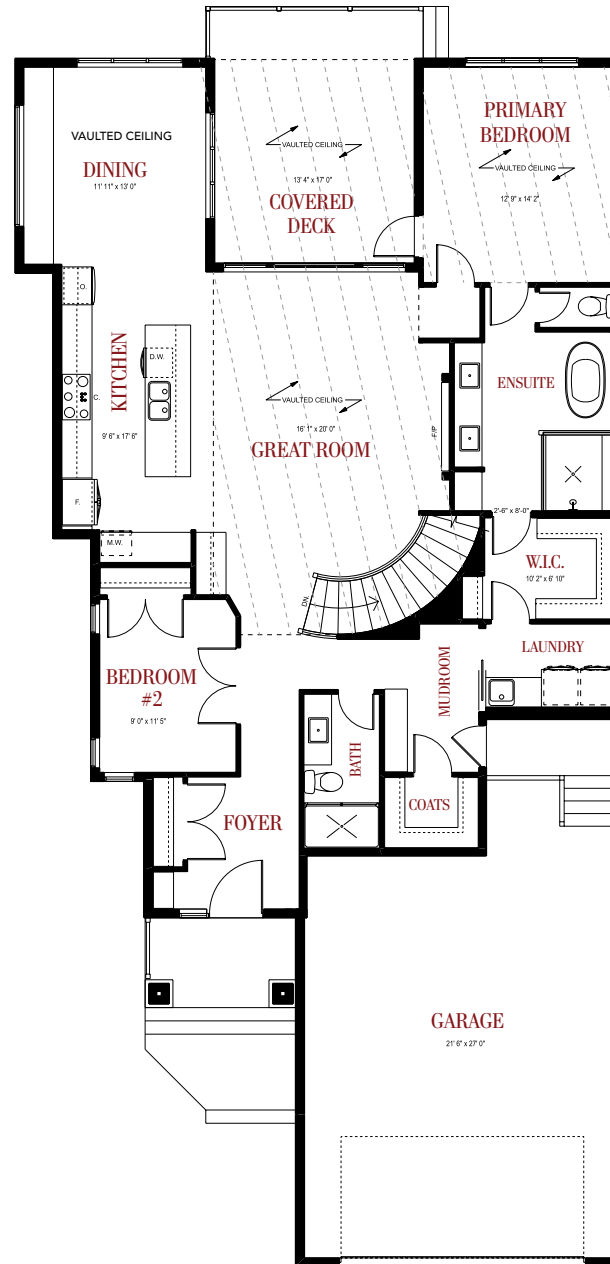 VAULTED CEILING
DINING
11' 11" x 13' 0"
VAULTED CEILING
13' 4" x 17' 0"
COVERED
DECK
PRIMARY
BEDROOM
VAULTED CEILING
12' 9" x 14' 2"
O.
KITCHEN
D.W.
C.
9' 6" x 17' 6"
F.
M.W.
VAULTED CEILING
16' 1" x 20' 0"
GREAT ROOM
F/P
ENSUITE
2'-6" x 8'-0"
W.I.C.
10' 2" x 6' 10"
DN.
BEDROOM
#2
9' 0" x 11' 5"
MUDROOM
LAUNDRY
BATH
COATS
FOYER
GARAGE
21' 6" x 27' 0"